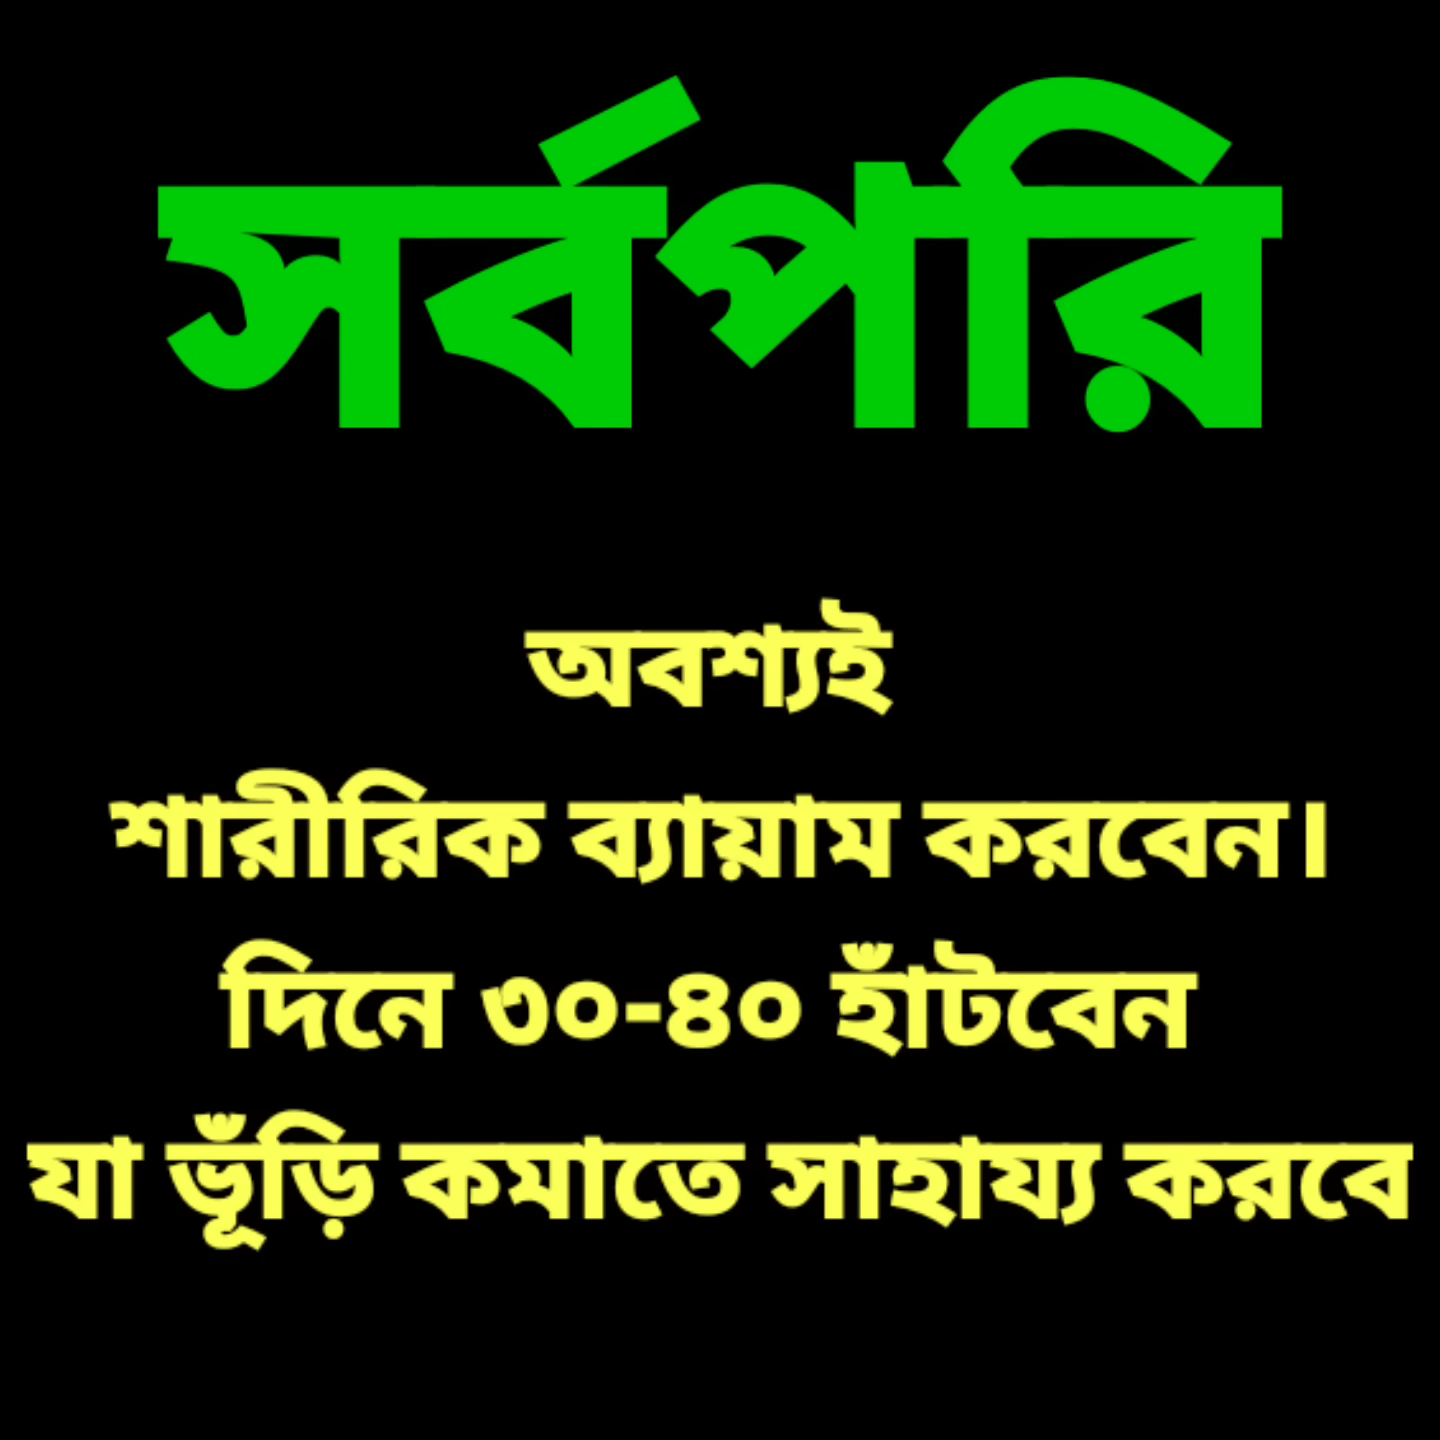 সর্বপরি
অবশ্যই
শারীরিক ব্যায়াম করবেন।
দিনে ৩০-৪০ হাঁটবেন
যা ভূঁড়ি কমাতে সাহায্য করবে